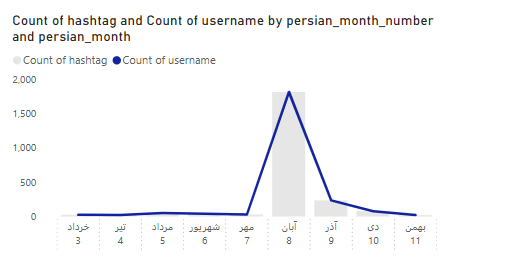 Count of hashtag and Count of username by persian_month_number
and persian_month
Count of hashtag Count of username
2,000
1,500
1,000
500
0
خرداد تیر مرداد شهریور مهر آبان آذر دی بهمن
3 4 5 6 7 8 9 10 11